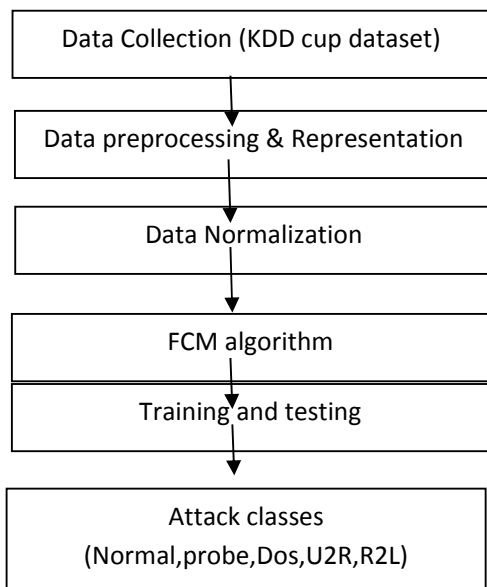 Data Collection (KDD cup dataset)
Data preprocessing & Representation
Data Normalization
FCM algorithm
Training and testing
Attack classes
(Normal,probe,Dos,U2R,R2L)